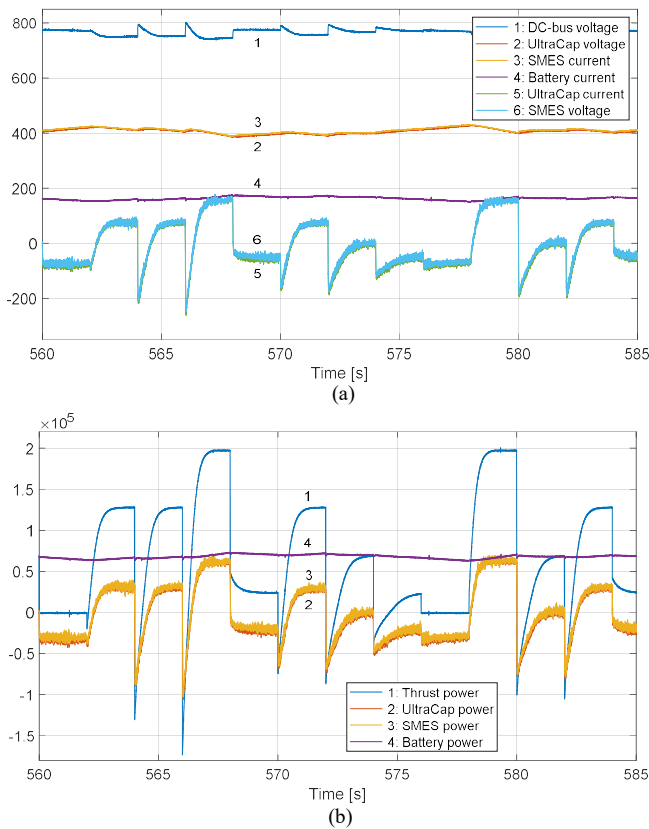 800
600
400
200
0
-200
1
3
2
4
6
5
1: DC-bus voltage
2: UltraCap voltage
3: SMES current
4: Battery current
5: UltraCap current
6: SMES voltage
560 565 570 575 580 585
Time [s]
(a)
×10⁵
2
1.5
1
0.5
0
-0.5
-1
-1.5
1
4
3
2
1: Thrust power
2: UltraCap power
3: SMES power
4: Battery power
560 565 570 575 580 585
Time [s]
(b)